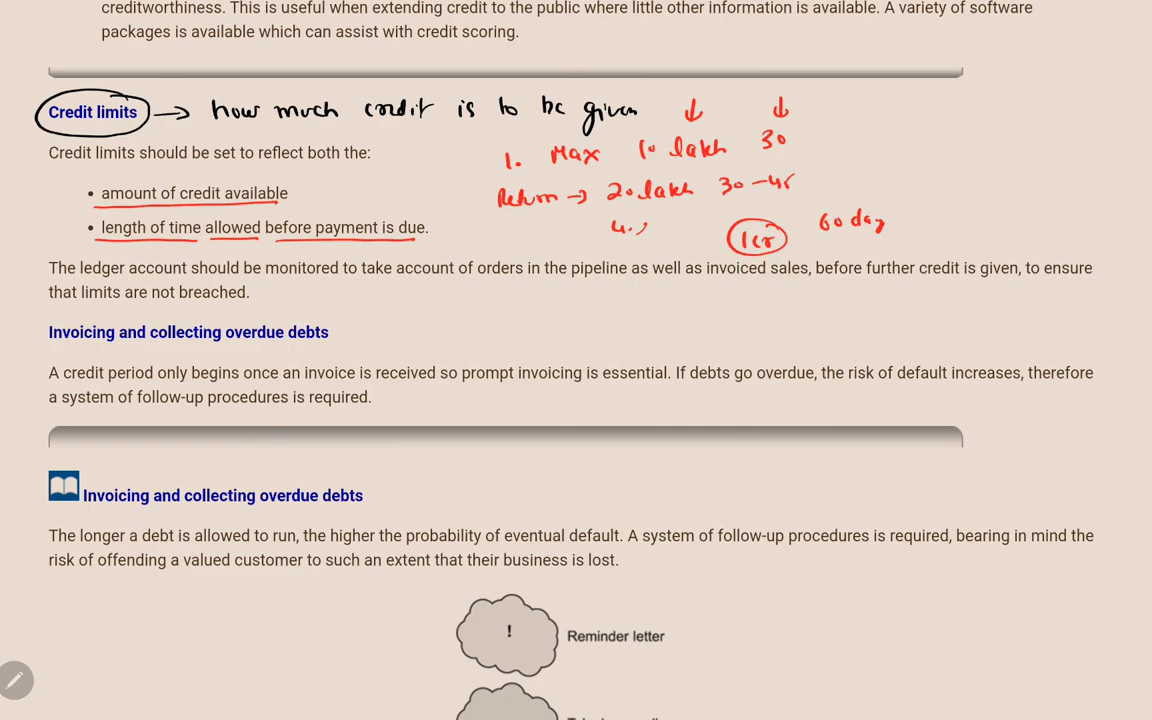 creditworthiness. This is useful when extending credit to the public where little other information is available. A variety of software
packages is available which can assist with credit scoring.
Credit limits → how much credit is to be given
Credit limits should be set to reflect both the:
1. Max 10 lakh 30
• amount of credit available
Return → 20 lakh 30-45
• length of time allowed before payment is due.
1cr 60 day
The ledger account should be monitored to take account of orders in the pipeline as well as invoiced sales, before further credit is given, to ensure
that limits are not breached.
Invoicing and collecting overdue debts
A credit period only begins once an invoice is received so prompt invoicing is essential. If debts go overdue, the risk of default increases, therefore
a system of follow-up procedures is required.
Invoicing and collecting overdue debts
The longer a debt is allowed to run, the higher the probability of eventual default. A system of follow-up procedures is required, bearing in mind the
risk of offending a valued customer to such an extent that their business is lost.
! Reminder letter